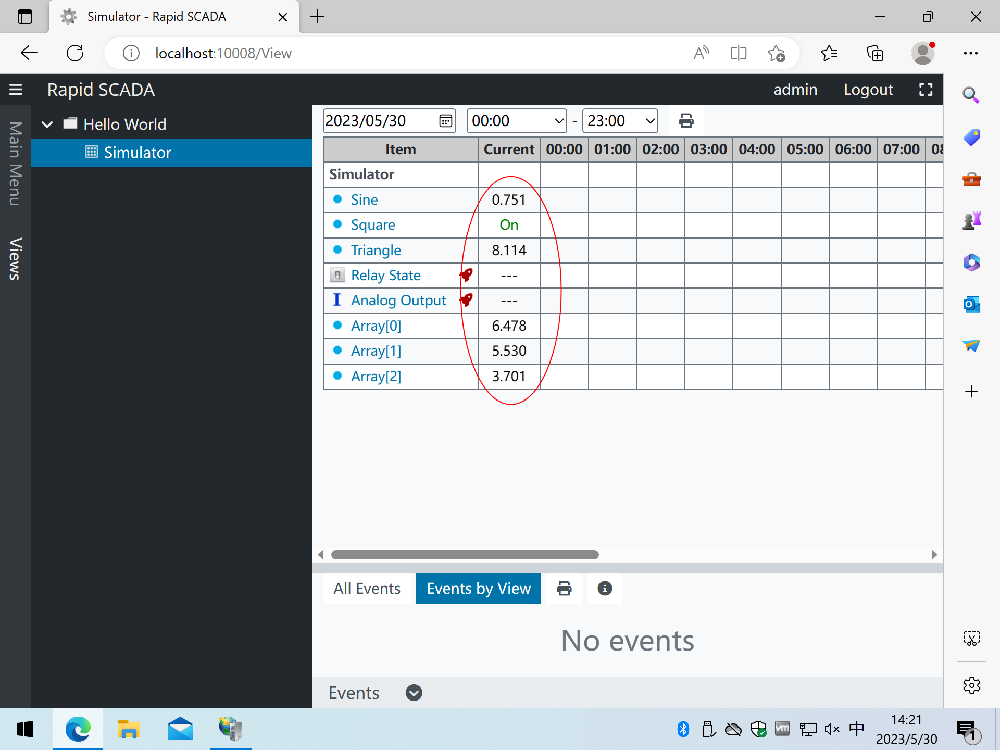 Simulator - Rapid SCADA
localhost:10008/View
Rapid SCADA
admin
Logout
Main Menu
Views
Hello World
Simulator
2023/05/30
00:00
-
23:00
Item Current 00:00 01:00 02:00 03:00 04:00 05:00 06:00 07:00 08
Simulator
Sine 0.751
Square On
Triangle 8.114
Relay State ---
Analog Output ---
Array[0] 6.478
Array[1] 5.530
Array[2] 3.701
All Events
Events by View
No events
Events
中
14:21
2023/5/30
1